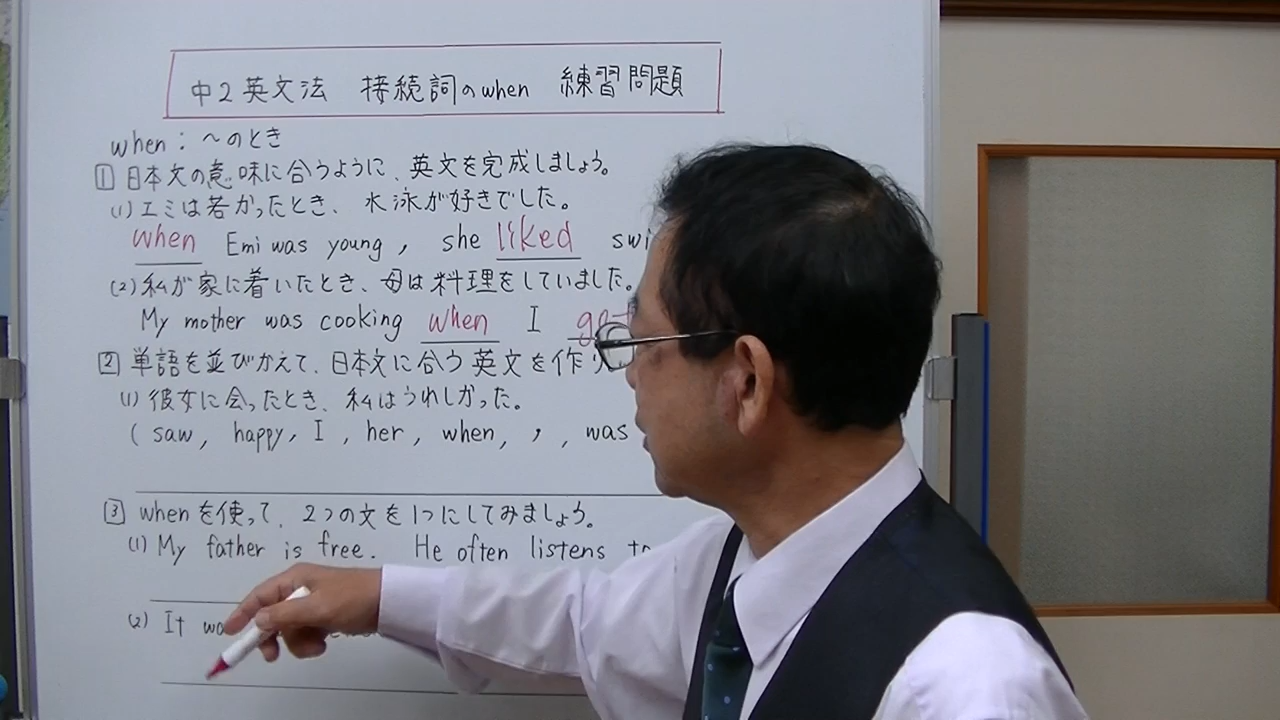 中2英文法 接続詞のwhen 練習問題
when: ～のとき
1 日本文の意味に合うように、英文を完成しましょう。
(1) エミは若かったとき、水泳が好きでした。
when Emi was young, she liked
(2) 私が家に着いたとき、母は料理をしていました。
My mother was cooking when I
2 単語を並びかえて、日本文に合う英文を作
(1) 彼女に会ったとき、私はうれしかった。
( saw, happy, I, her, when, , , was
3 whenを使って、2つの文を1つにしてみましょう。
(1) My father is free. He often listens to
(2) It